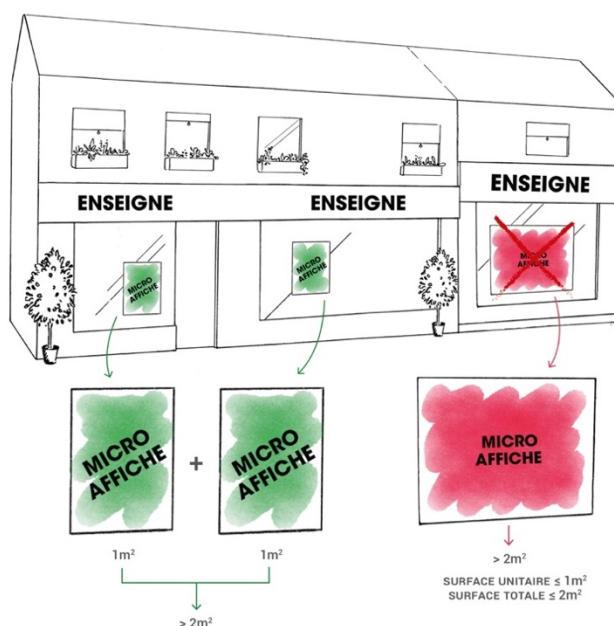 ENSEIGNE
ENSEIGNE
ENSEIGNE
MICRO
AFFICHE
MICRO
AFFICHE
MICRO
AFFICHE
MICRO
AFFICHE
+
MICRO
AFFICHE
MICRO
AFFICHE
1m²
1m²
> 2m²
> 2m²
SURFACE UNITAIRE ≤ 1m²
SURFACE TOTALE ≤ 2m²